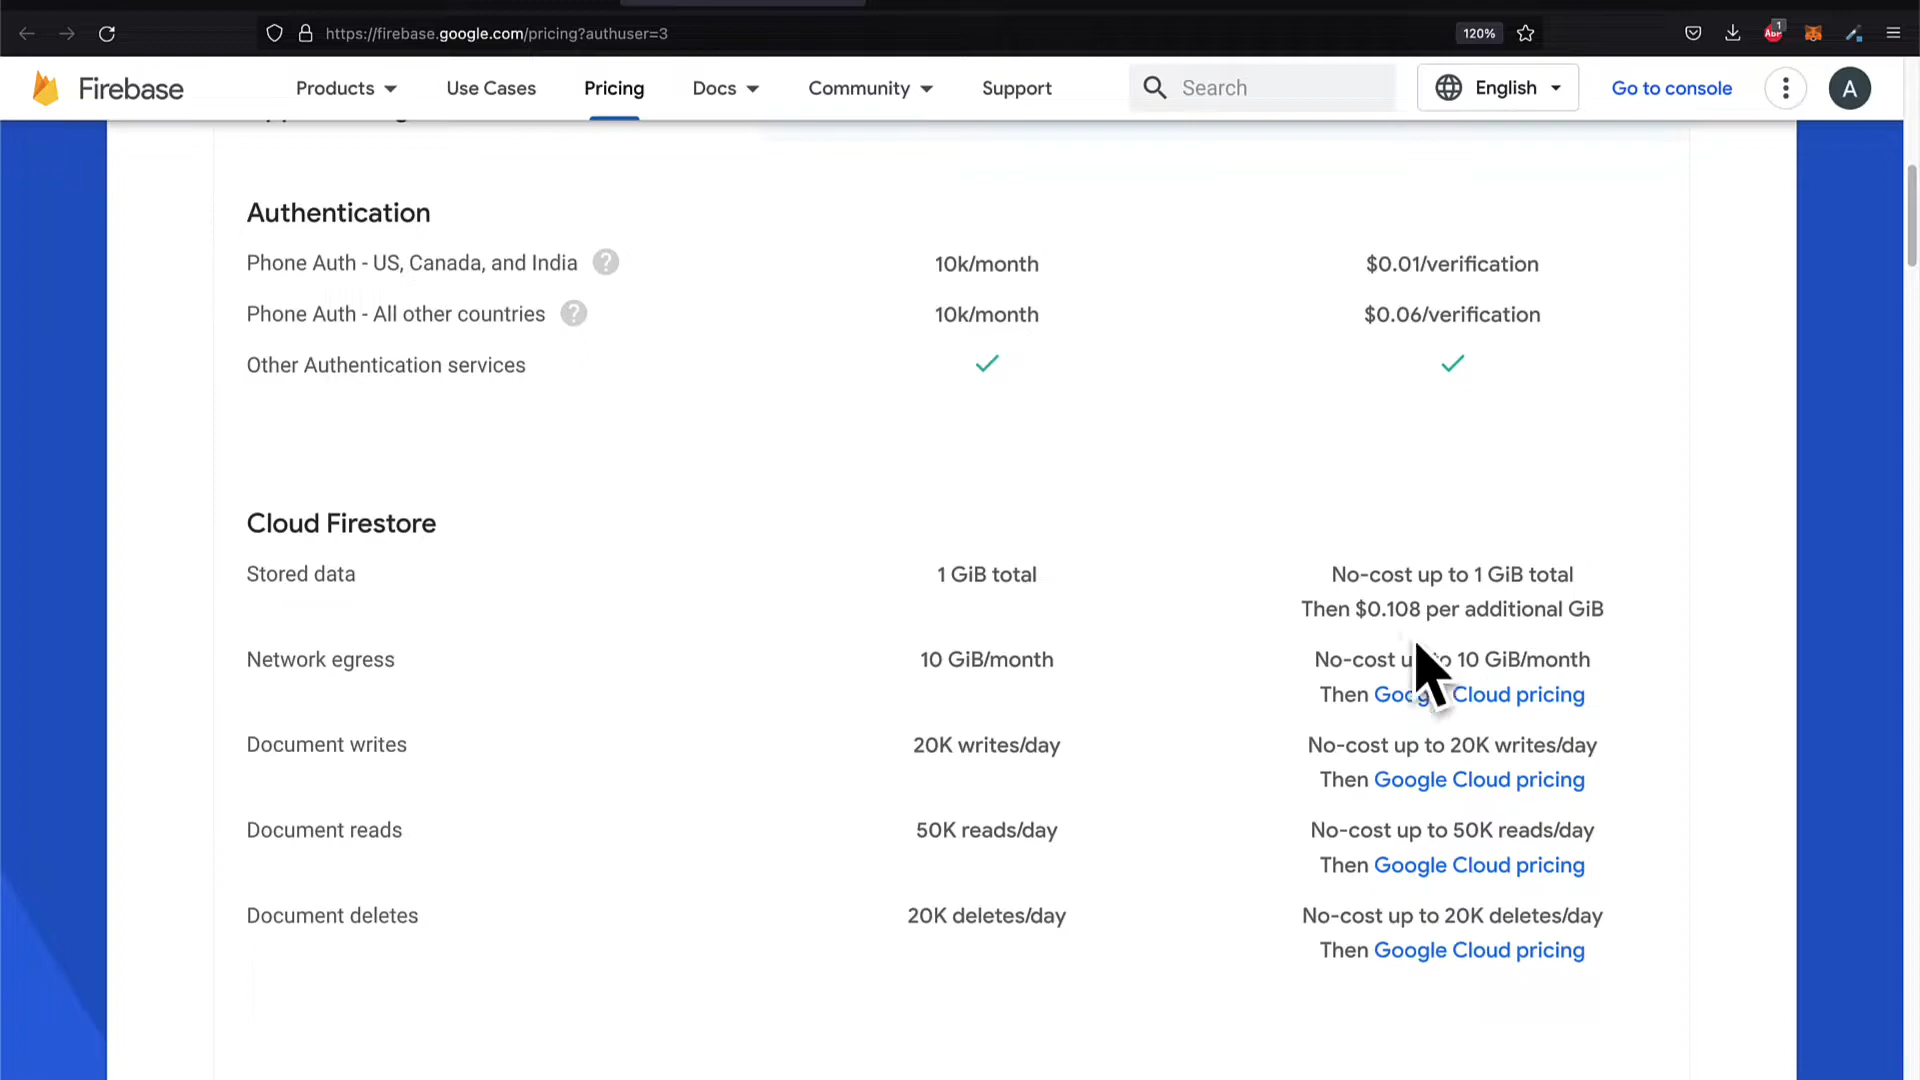 https://firebase.google.com/pricing?authuser=3
120%
1
ABP
Firebase
Products
Use Cases
Pricing
Docs
Community
Support
Search
English
Go to console
A
Authentication
Phone Auth - US, Canada, and India ?
10k/month
$0.01/verification
Phone Auth - All other countries ?
10k/month
$0.06/verification
Other Authentication services
Cloud Firestore
Stored data
1 GiB total
No-cost up to 1 GiB total
Then $0.108 per additional GiB
Network egress
10 GiB/month
No-cost up to 10 GiB/month
Then Google Cloud pricing
Document writes
20K writes/day
No-cost up to 20K writes/day
Then Google Cloud pricing
Document reads
50K reads/day
No-cost up to 50K reads/day
Then Google Cloud pricing
Document deletes
20K deletes/day
No-cost up to 20K deletes/day
Then Google Cloud pricing